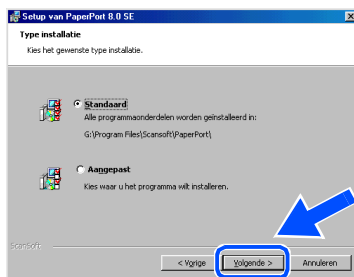 Setup van PaperPort 8.0 SE
Type installatie
Kies het gewenste type installatie.
Standaard
Alle programmaonderdelen worden geïnstalleerd in:
G:\Program Files\Scansoft\PaperPort\
Aangepast
Kies waar u het programma wilt installeren.
ScanSoft
< Vorige
Volgende >
Annuleren